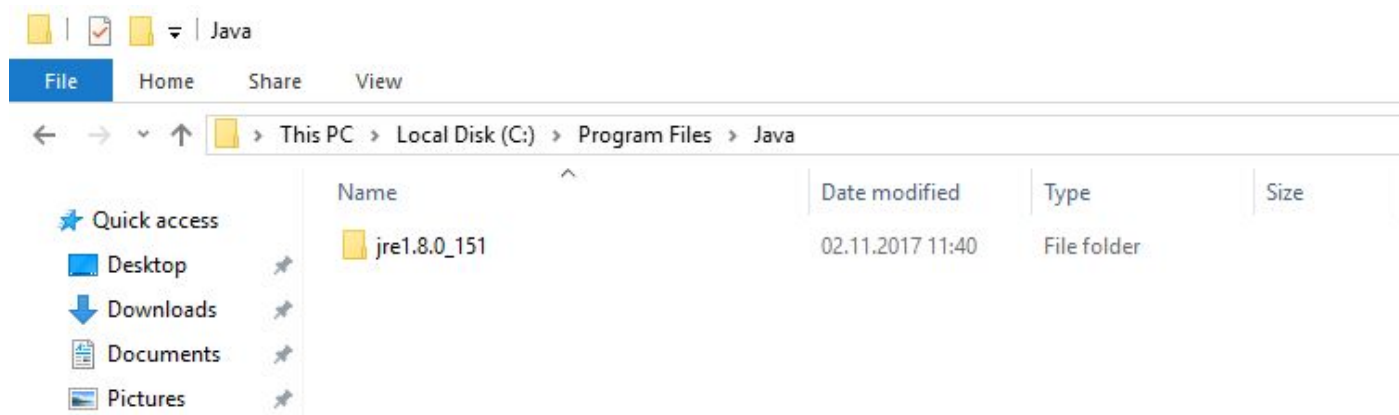 Java
File Home Share View
This PC > Local Disk (C:) > Program Files > Java
Name Date modified Type Size
Quick access
jre1.8.0_151 02.11.2017 11:40 File folder
Desktop
Downloads
Documents
Pictures